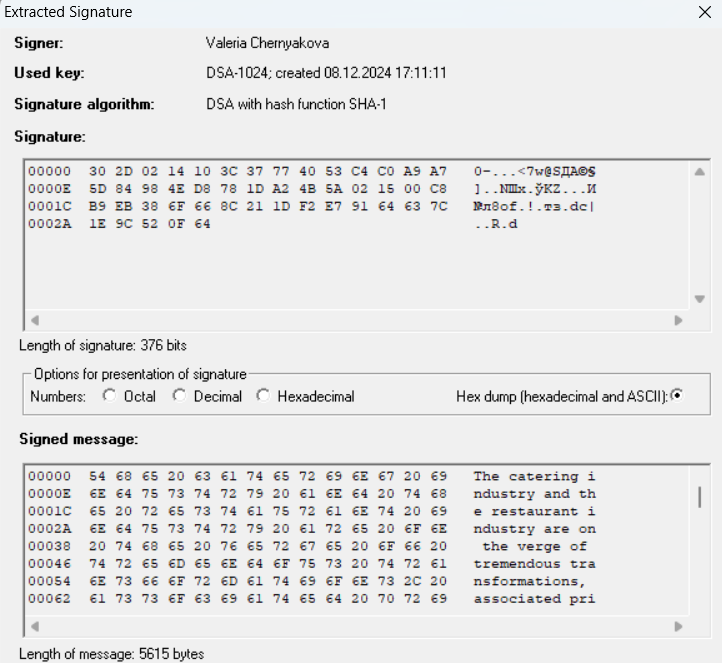 Extracted Signature
Signer: Valeria Chernyakova
Used key: DSA-1024; created 08.12.2024 17:11:11
Signature algorithm: DSA with hash function SHA-1
Signature:
00000 30 2D 02 14 10 3C 37 77 40 53 C4 C0 A9 A7 0-...<7w@SДА©§
0000E 5D 84 98 4E D8 78 1D A2 4B 5A 02 15 00 C8 ]..NШx.ўKZ...И
0001C B9 EB 38 6F 66 8C 21 1D F2 E7 91 64 63 7C №л8of.!.тз.dc|
0002A 1E 9C 52 0F 64 ..R.d
Length of signature: 376 bits
Options for presentation of signature
Numbers: Octal Decimal Hexadecimal Hex dump (hexadecimal and ASCII):
Signed message:
00000 54 68 65 20 63 61 74 65 72 69 6E 67 20 69 The catering i
0000E 6E 64 75 73 74 72 79 20 61 6E 64 20 74 68 ndustry and th
0001C 65 20 72 65 73 74 61 75 72 61 6E 74 20 69 e restaurant i
0002A 6E 64 75 73 74 72 79 20 61 72 65 20 6F 6E ndustry are on
00038 20 74 68 65 20 76 65 72 67 65 20 6F 66 20 the verge of
00046 74 72 65 6D 65 6E 64 6F 75 73 20 74 72 61 tremendous tra
00054 6E 73 66 6F 72 6D 61 74 69 6F 6E 73 2C 20 nsformations,
00062 61 73 73 6F 63 69 61 74 65 64 20 70 72 69 associated pri
Length of message: 5615 bytes